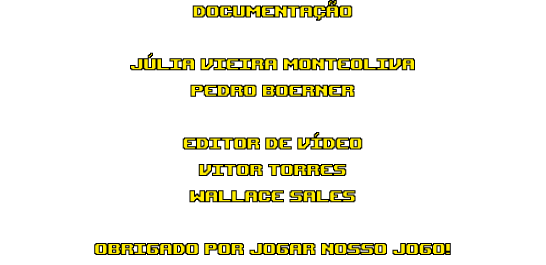 DOCUMENTAÇÃO
JÚLIA VIEIRA MONTEOLIVA
PEDRO BOERNER
EDITOR DE VÍDEO
VITOR TORRES
WALLACE SALES
OBRIGADO POR JOGAR NOSSO JOGO!